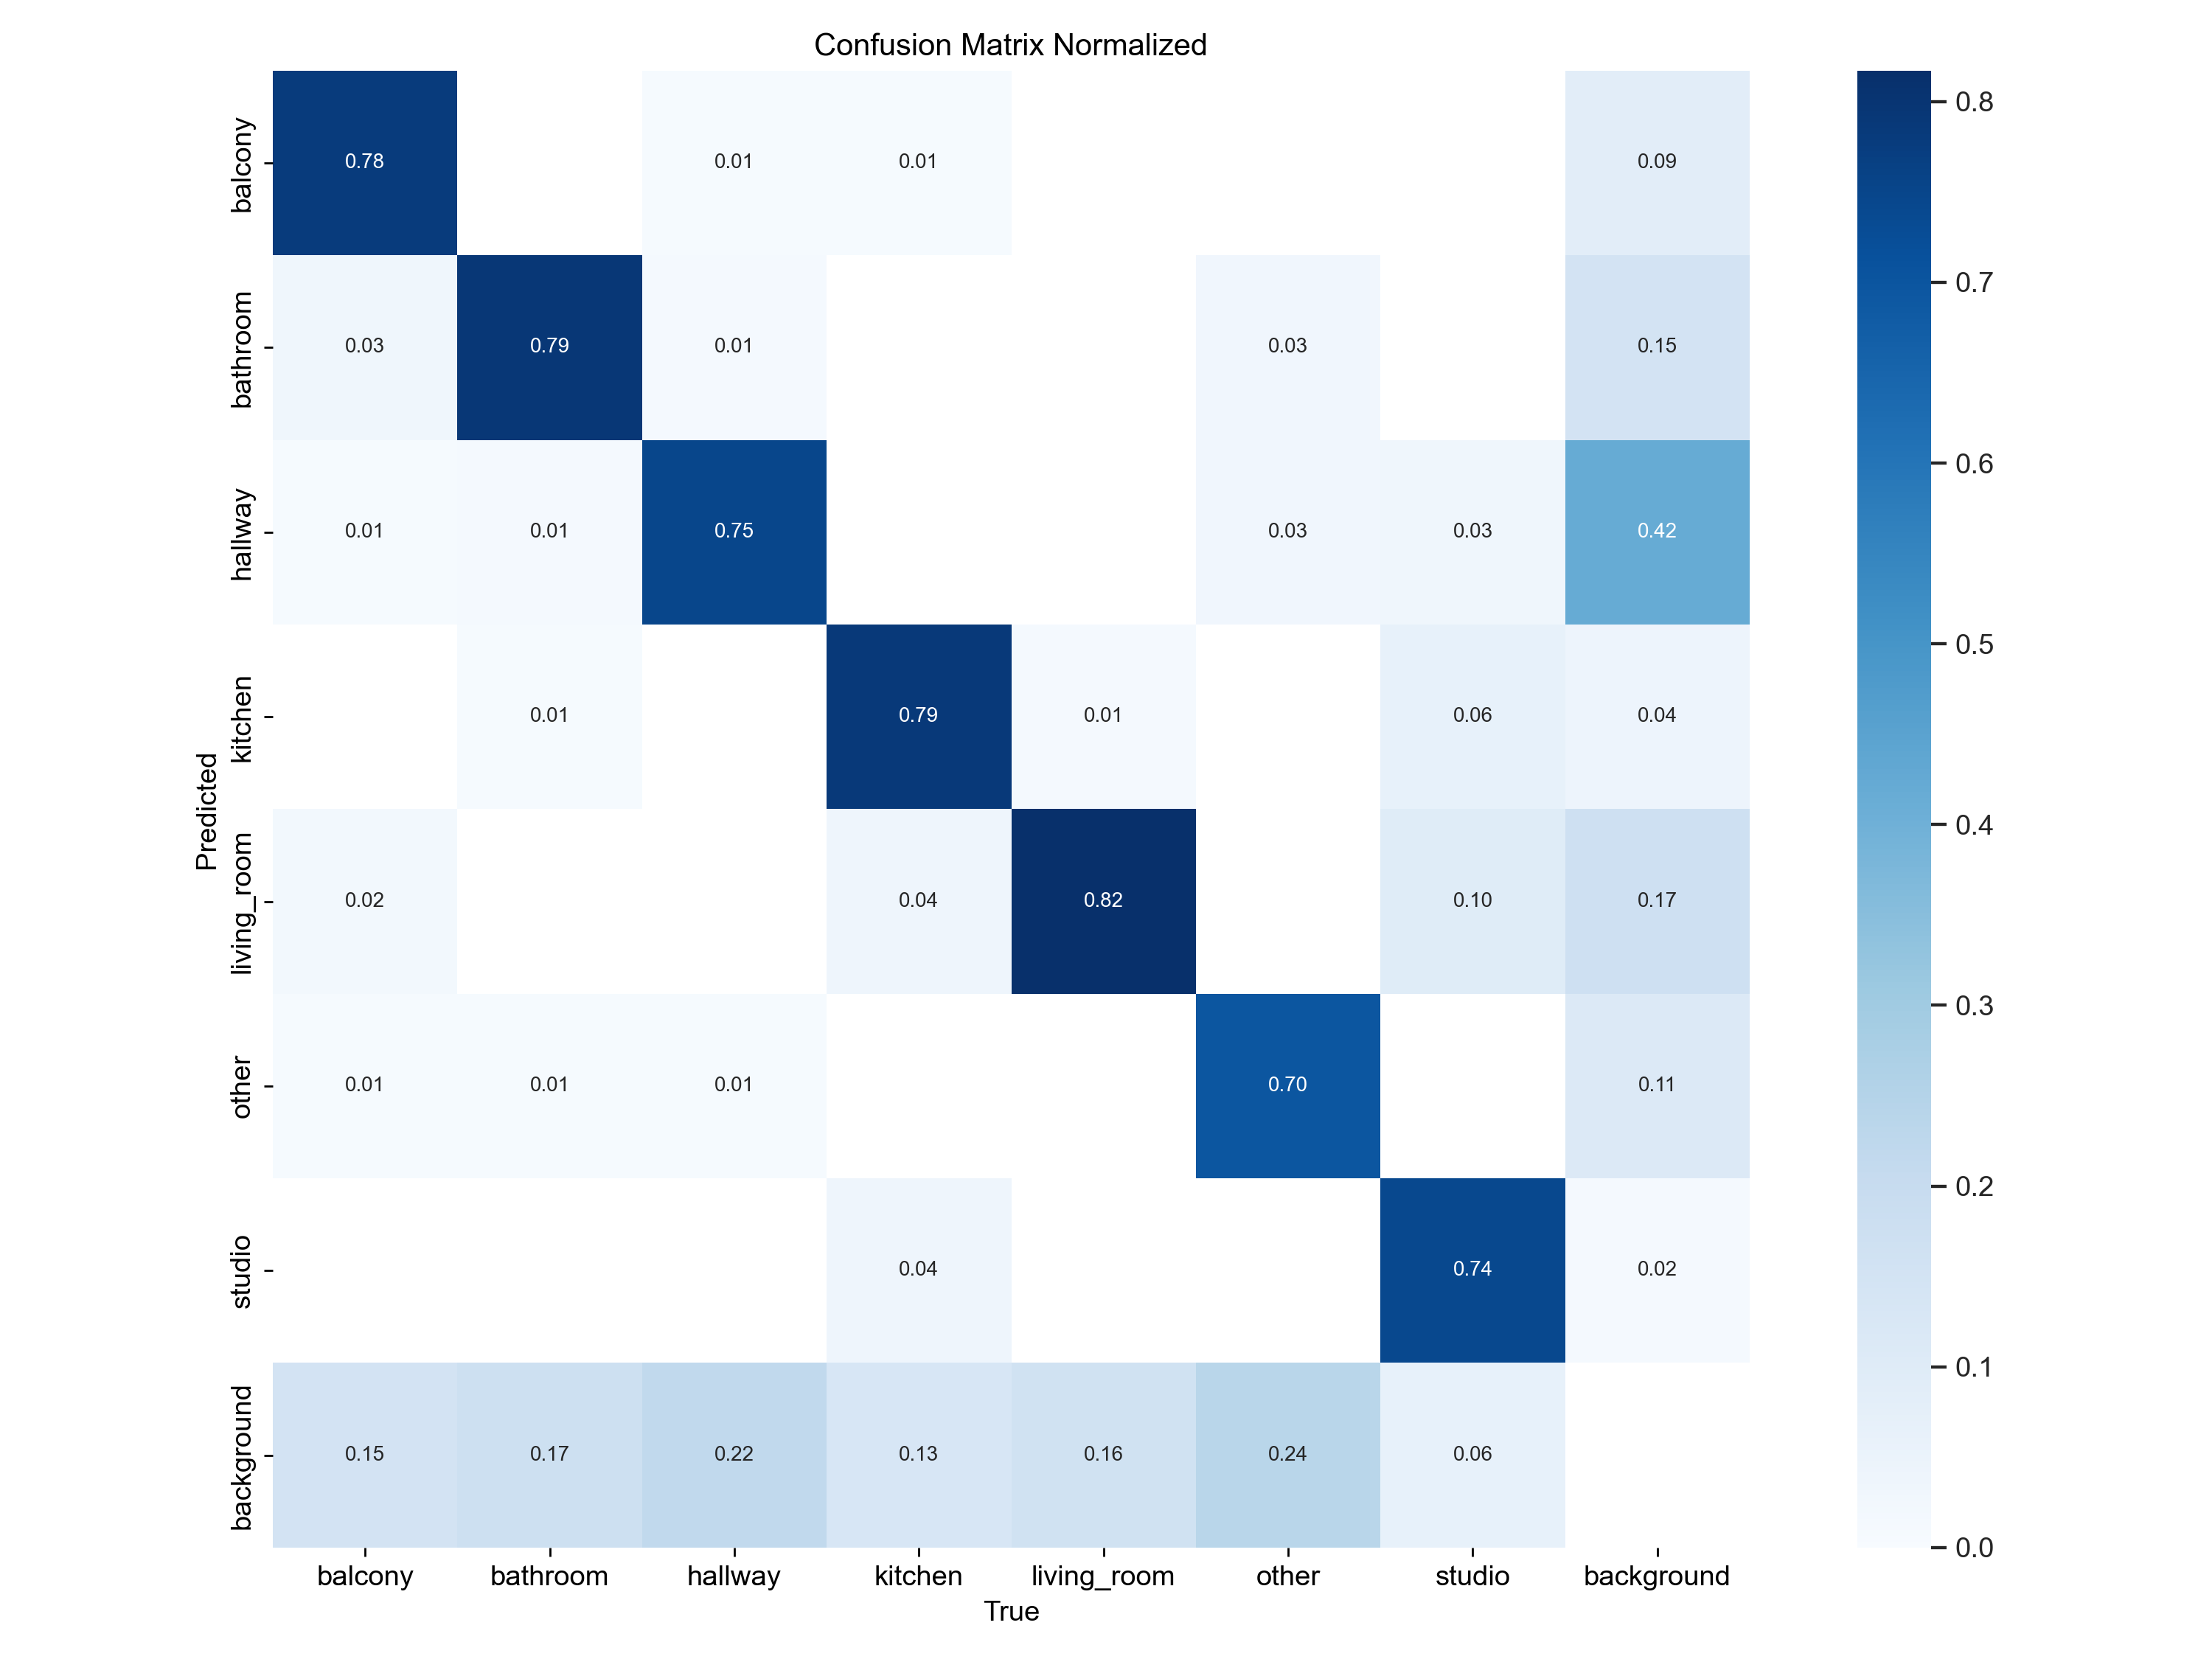 Confusion Matrix Normalized
balcony 0.78 0.01 0.01 0.09
bathroom 0.03 0.79 0.01 0.03 0.15
hallway 0.01 0.01 0.75 0.03 0.03 0.42
kitchen 0.01 0.79 0.01 0.06 0.04
living_room 0.02 0.04 0.82 0.10 0.17
other 0.01 0.01 0.01 0.70 0.11
studio 0.04 0.74 0.02
background 0.15 0.17 0.22 0.13 0.16 0.24 0.06
balcony bathroom hallway kitchen living_room other studio background
True
Predicted
0.8
0.7
0.6
0.5
0.4
0.3
0.2
0.1
0.0